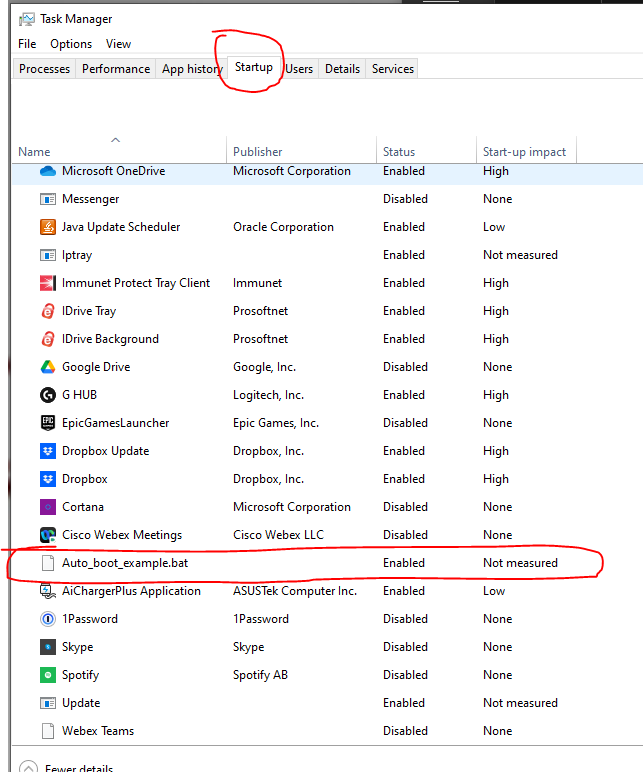 Task Manager
File Options View
Processes Performance App history Startup Users Details Services
Name Publisher Status Start-up impact
Microsoft OneDrive Microsoft Corporation Enabled High
Messenger Disabled None
Java Update Scheduler Oracle Corporation Enabled Low
Iptray Enabled Not measured
Immunet Protect Tray Client Immunet Enabled High
IDrive Tray Prosoftnet Enabled High
IDrive Background Prosoftnet Enabled High
Google Drive Google, Inc. Disabled None
G HUB Logitech, Inc. Enabled High
EPIC GAMES EpicGamesLauncher Epic Games, Inc. Disabled None
Dropbox Update Dropbox, Inc. Enabled High
Dropbox Dropbox, Inc. Enabled High
Cortana Microsoft Corporation Disabled None
Cisco Webex Meetings Cisco Webex LLC Disabled None
Auto_boot_example.bat Enabled Not measured
AiChargerPlus Application ASUSTek Computer Inc. Enabled Low
1Password 1Password Disabled None
Skype Skype Disabled None
Spotify Spotify AB Disabled None
Update Enabled Not measured
Webex Teams Disabled None
Fewer details